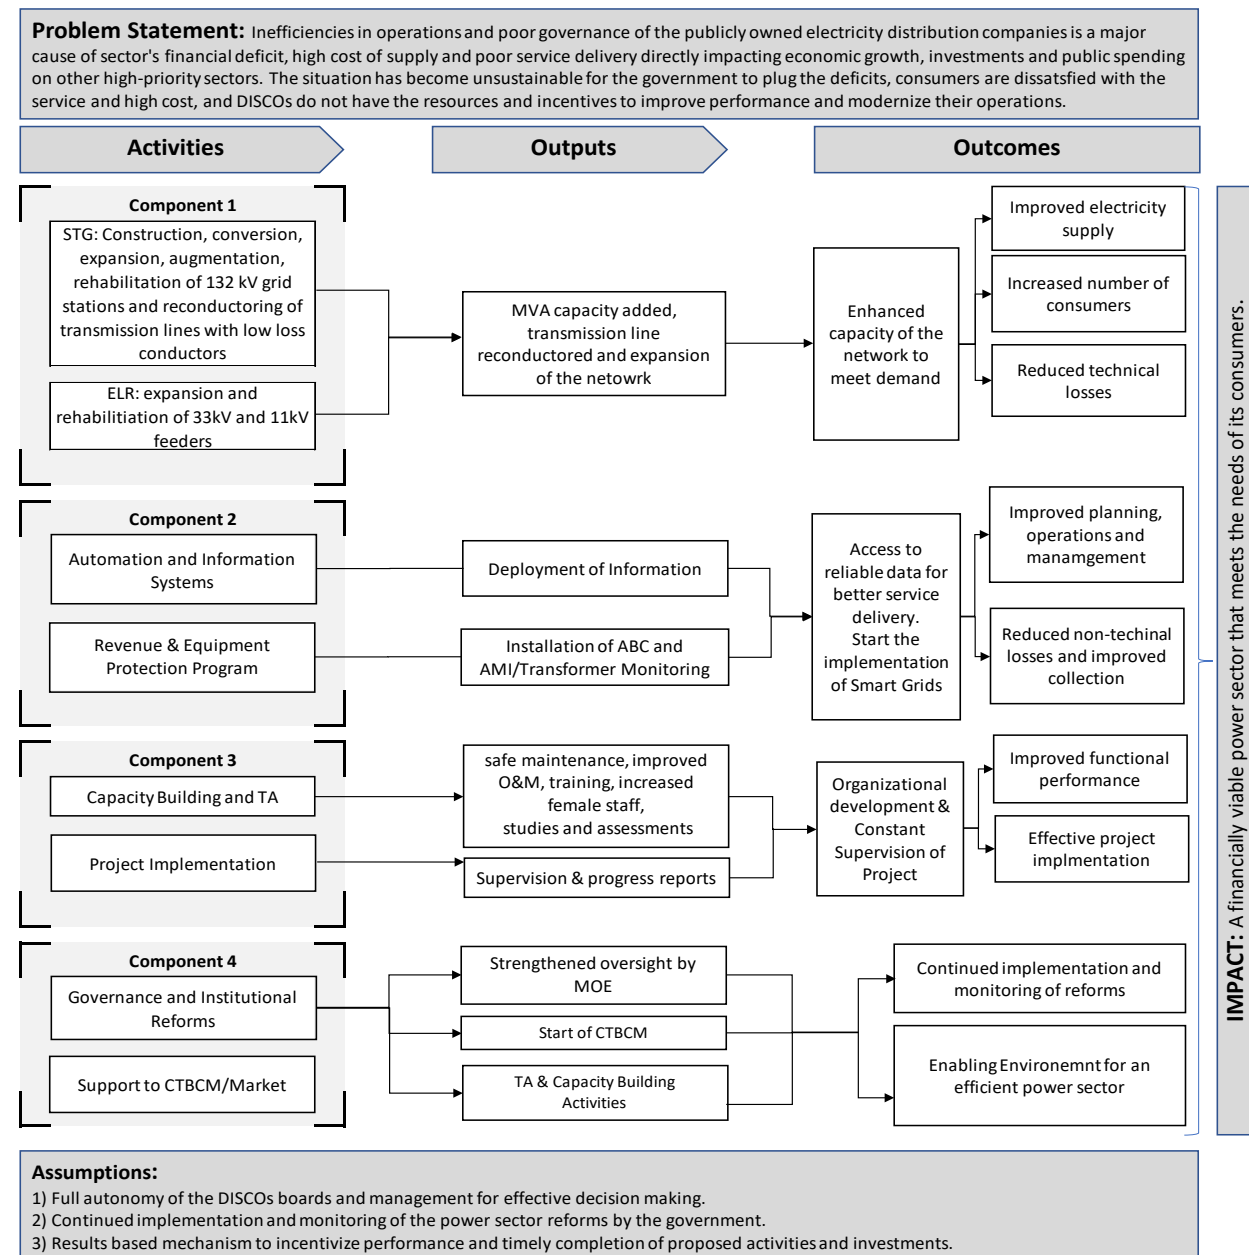 Problem Statement: Inefficiencies in operations and poor governance of the publicly owned electricity distribution companies is a major
cause of sector's financial deficit, high cost of supply and poor service delivery directly impacting economic growth, investments and public spending
on other high-priority sectors. The situation has become unsustainable for the government to plug the deficits, consumers are dissatsfied with the
service and high cost, and DISCOs do not have the resources and incentives to improve performance and modernize their operations.
Activities
Outputs
Outcomes
Component 1
STG: Construction, conversion,
expansion, augmentation,
rehabilitation of 132 kV grid
stations and reconductoring of
transmission lines with low loss
conductors
ELR: expansion and
rehabilitiation of 33kV and 11kV
feeders
MVA capacity added,
transmission line
reconductored and expansion
of the netowrk
Enhanced
capacity of the
network to
meet demand
Improved electricity
supply
Increased number of
consumers
Reduced technical
losses
Component 2
Automation and Information
Systems
Revenue & Equipment
Protection Program
Deployment of Information
Installation of ABC and
AMI/Transformer Monitoring
Access to
reliable data for
better service
delivery.
Start the
implementation
of Smart Grids
Improved planning,
operations and
manamgement
Reduced non-techinal
losses and improved
collection
Component 3
Capacity Building and TA
Project Implementation
safe maintenance, improved
O&M, training, increased
female staff,
studies and assessments
Supervision & progress reports
Organizational
development &
Constant
Supervision of
Project
Improved functional
performance
Effective project
implmentation
Component 4
Governance and Institutional
Reforms
Support to CTBCM/Market
Strengthened oversight by
MOE
Start of CTBCM
TA & Capacity Building
Activities
Continued implementation and
monitoring of reforms
Enabling Environemnt for an
efficient power sector
IMPACT: A financially viable power sector that meets the needs of its consumers.
Assumptions:
1) Full autonomy of the DISCOs boards and management for effective decision making.
2) Continued implementation and monitoring of the power sector reforms by the government.
3) Results based mechanism to incentivize performance and timely completion of proposed activities and investments.